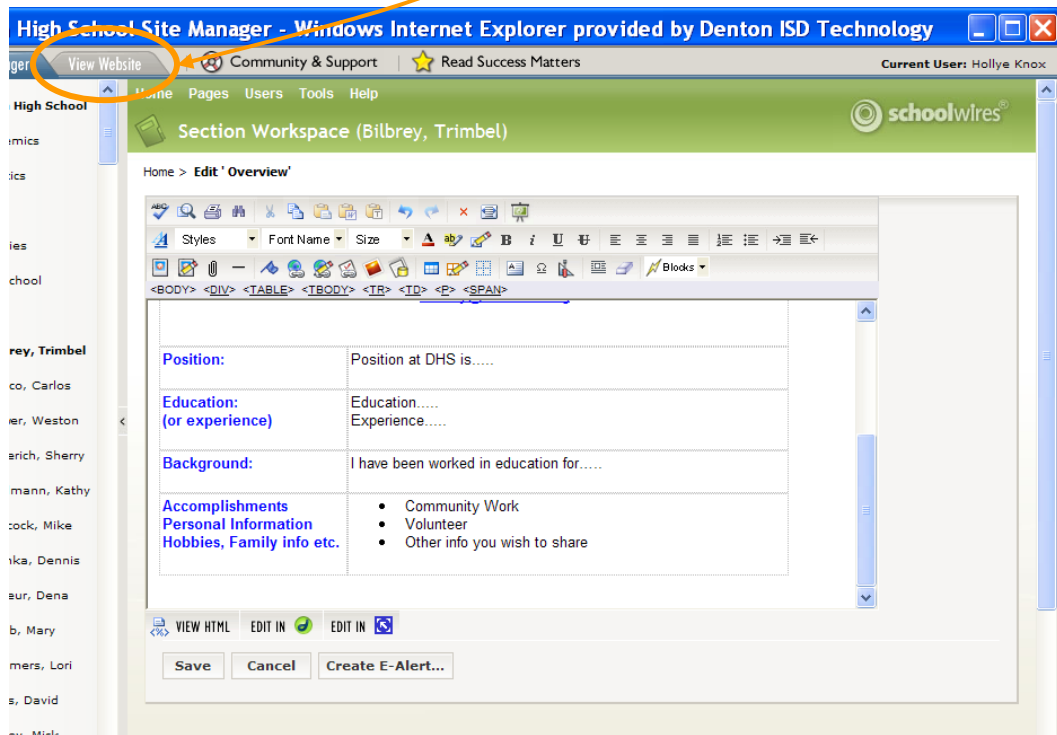 High School Site Manager - Windows Internet Explorer provided by Denton ISD Technology
ger View Website Community & Support Read Success Matters Current User: Hollye Knox
Home Pages Users Tools Help
Section Workspace (Bilbrey, Trimbel)
schoolwires®
Home > Edit ' Overview'
High School
emics
tics
ies
chool
rey, Trimbel
co, Carlos
er, Weston
erich, Sherry
mann, Kathy
cock, Mike
nka, Dennis
eur, Dena
b, Mary
mers, Lori
s, David
Styles Font Name Size B i U
Blocks
<BODY> <DIV> <TABLE> <TBODY> <TR> <TD> <P> <SPAN>
Position: Position at DHS is.....
Education: Education.....
(or experience) Experience.....
Background: I have been worked in education for.....
Accomplishments • Community Work
Personal Information • Volunteer
Hobbies, Family info etc. • Other info you wish to share
VIEW HTML EDIT IN EDIT IN
Save Cancel Create E-Alert...